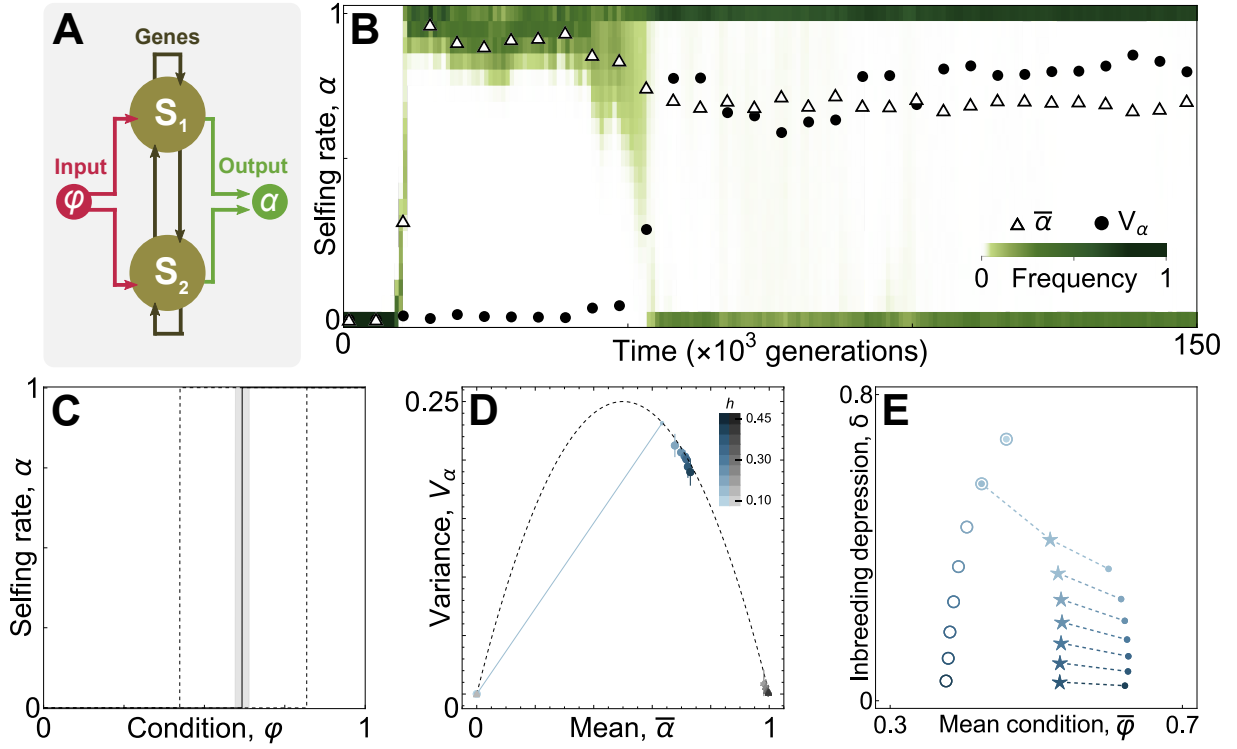 A
Genes
S1
Input
Output
φ
α
S2
B
Selfing rate, α
1
0
α̅
Vα
0
Frequency
1
0
Time (×10³ generations)
150
C
Selfing rate, α
1
0
0
Condition, φ
1
D
Variance, Vα
0.25
0
h
0.45
0.30
0.10
0
Mean, α̅
1
E
Inbreeding depression, δ
0.8
0
0.3
Mean condition, φ̅
0.7